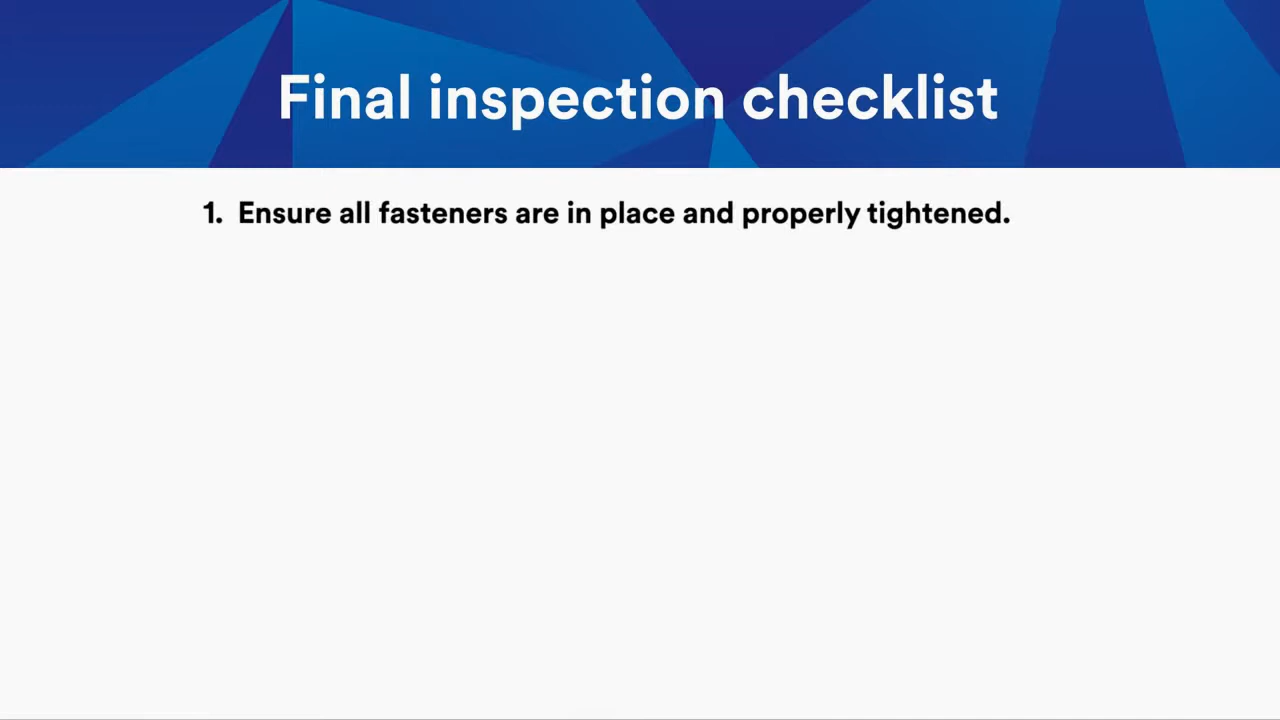 Final inspection checklist
1. Ensure all fasteners are in place and properly tightened.